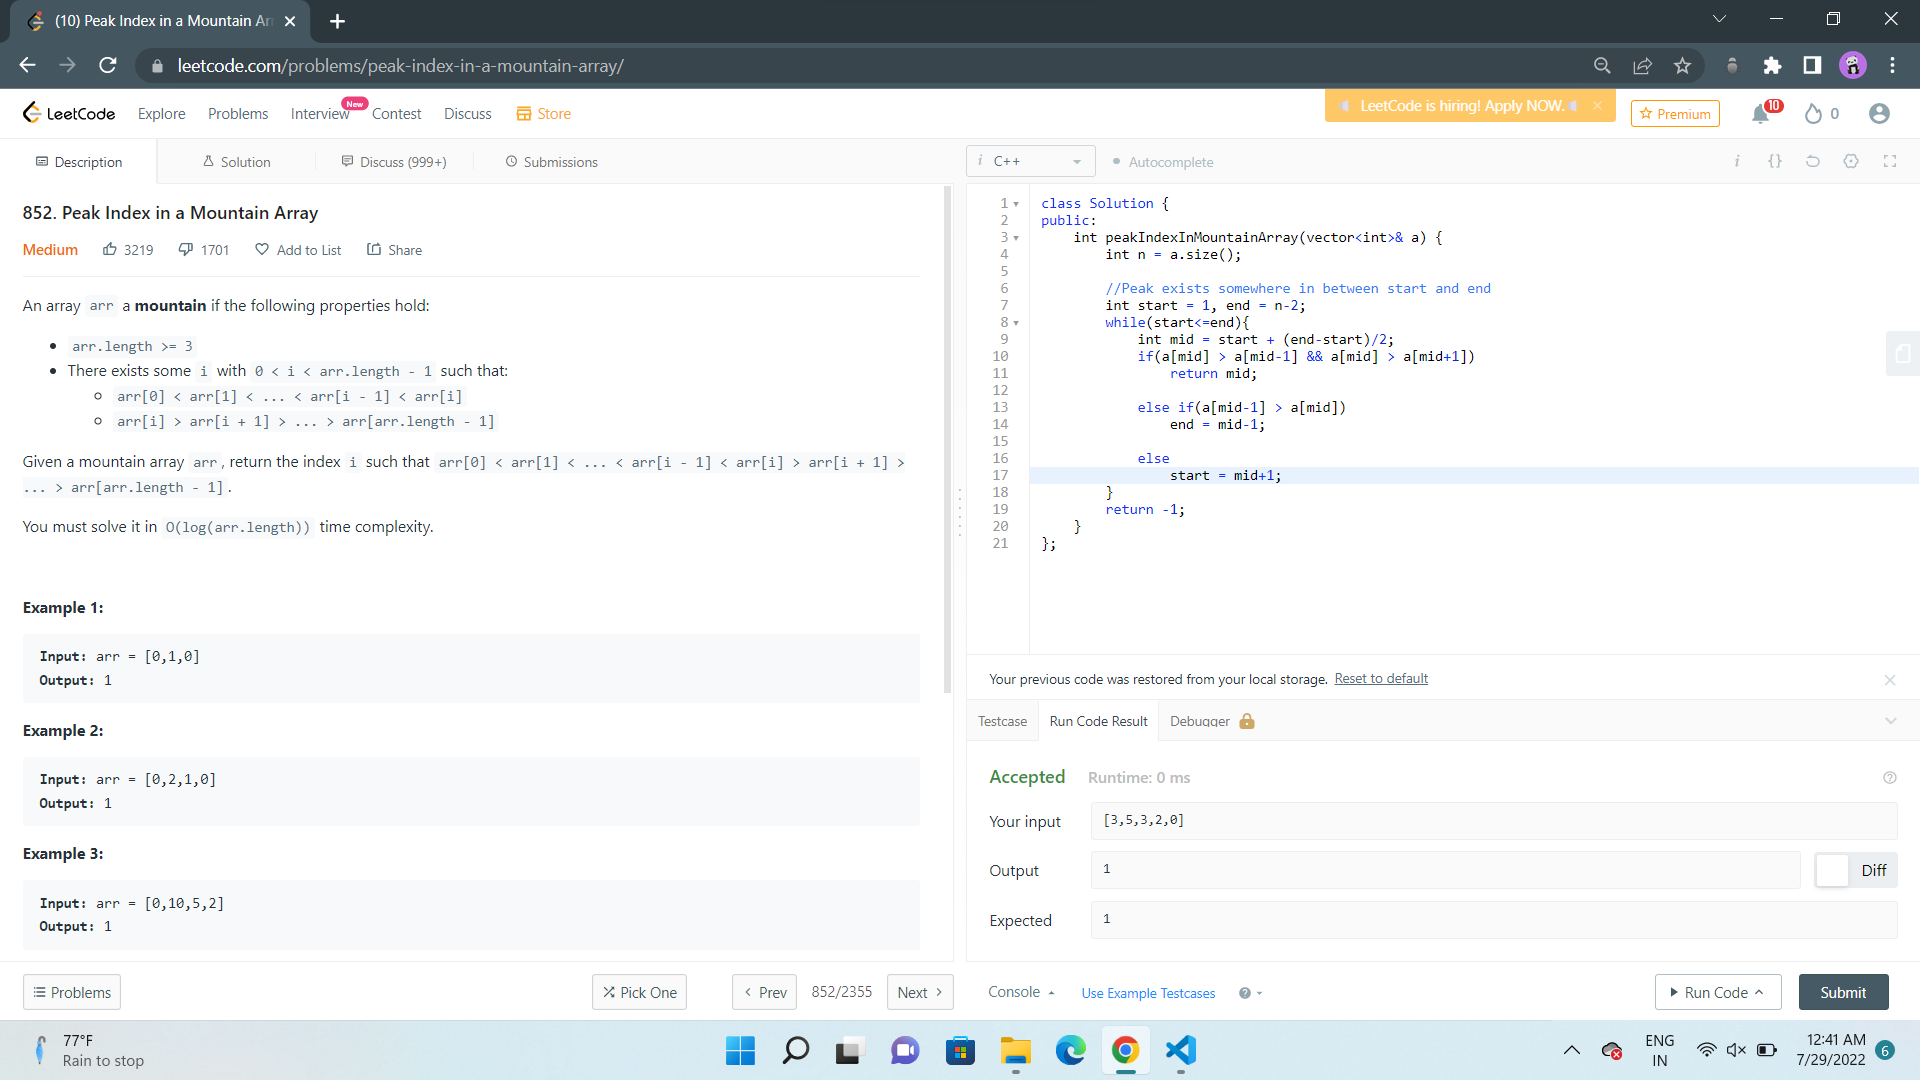 (10) Peak Index in a Mountain Arr
leetcode.com/problems/peak-index-in-a-mountain-array/
LeetCode Explore Problems Interview New Contest Discuss Store
LeetCode is hiring! Apply NOW.
Premium 10 0
Description Solution Discuss (999+) Submissions
852. Peak Index in a Mountain Array
Medium 3219 1701 Add to List Share
An array arr a mountain if the following properties hold:
arr.length >= 3
There exists some i with 0 < i < arr.length - 1 such that:
arr[0] < arr[1] < ... < arr[i - 1] < arr[i]
arr[i] > arr[i + 1] > ... > arr[arr.length - 1]
Given a mountain array arr, return the index i such that arr[0] < arr[1] < ... < arr[i - 1] < arr[i] > arr[i + 1] >
... > arr[arr.length - 1].
You must solve it in O(log(arr.length)) time complexity.
Example 1:
Input: arr = [0,1,0]
Output: 1
Example 2:
Input: arr = [0,2,1,0]
Output: 1
Example 3:
Input: arr = [0,10,5,2]
Output: 1
Problems Pick One < Prev 852/2355 Next >
i C++ Autocomplete i {}
1 class Solution {
2 public:
3 int peakIndexInMountainArray(vector<int>& a) {
4 int n = a.size();
5
6 //Peak exists somewhere in between start and end
7 int start = 1, end = n-2;
8 while(start<=end){
9 int mid = start + (end-start)/2;
10 if(a[mid] > a[mid-1] && a[mid] > a[mid+1])
11 return mid;
12
13 else if(a[mid-1] > a[mid])
14 end = mid-1;
15
16 else
17 start = mid+1;
18 }
19 return -1;
20 }
21 };
Your previous code was restored from your local storage. Reset to default
Testcase Run Code Result Debugger
Accepted Runtime: 0 ms
Your input [3,5,3,2,0]
Output 1 Diff
Expected 1
Console Use Example Testcases Run Code Submit
77°F
Rain to stop
ENG
IN
12:41 AM
7/29/2022
6